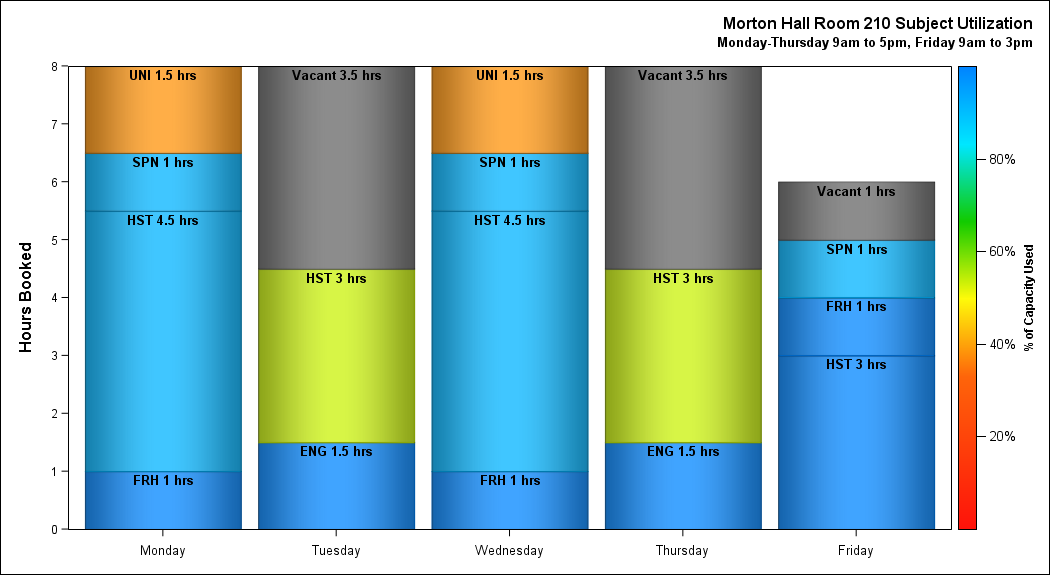 Morton Hall Room 210 Subject Utilization
Monday-Thursday 9am to 5pm, Friday 9am to 3pm
Hours Booked
8
7
6
5
4
3
2
1
0
UNI 1.5 hrs
SPN 1 hrs
HST 4.5 hrs
FRH 1 hrs
Vacant 3.5 hrs
HST 3 hrs
ENG 1.5 hrs
UNI 1.5 hrs
SPN 1 hrs
HST 4.5 hrs
FRH 1 hrs
Vacant 3.5 hrs
HST 3 hrs
ENG 1.5 hrs
Vacant 1 hrs
SPN 1 hrs
FRH 1 hrs
HST 3 hrs
Monday
Tuesday
Wednesday
Thursday
Friday
80%
60%
40%
20%
% of Capacity Used